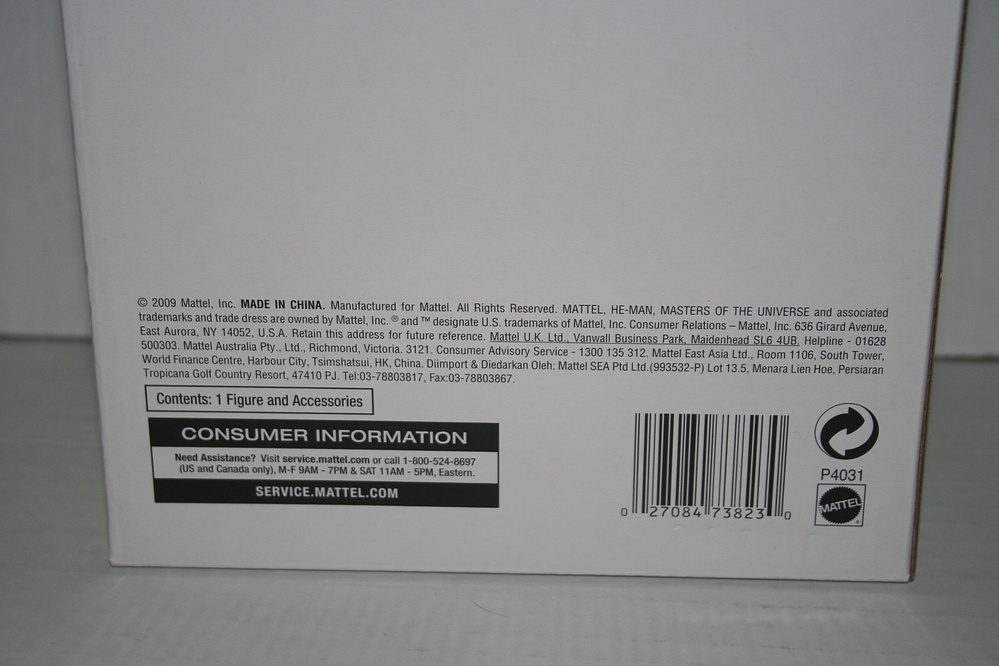 © 2009 Mattel, Inc. MADE IN CHINA. Manufactured for Mattel. All Rights Reserved. MATTEL, HE-MAN, MASTERS OF THE UNIVERSE and associated
trademarks and trade dress are owned by Mattel, Inc. ® and ™ designate U.S. trademarks of Mattel, Inc. Consumer Relations – Mattel, Inc. 636 Girard Avenue,
East Aurora, NY 14052, U.S.A. Retain this address for future reference. Mattel U.K. Ltd., Vanwall Business Park, Maidenhead SL6 4UB, Helpline - 01628
500303. Mattel Australia Pty., Ltd., Richmond, Victoria. 3121. Consumer Advisory Service - 1300 135 312. Mattel East Asia Ltd., Room 1106, South Tower,
World Finance Centre, Harbour City, Tsimshatsui, HK, China. Diimport & Diedarkan Oleh: Mattel SEA Ptd Ltd.(993532-P) Lot 13.5, Menara Lien Hoe, Persiaran
Tropicana Golf Country Resort, 47410 PJ. Tel:03-78803817, Fax:03-78803867.
Contents: 1 Figure and Accessories
CONSUMER INFORMATION
Need Assistance? Visit service.mattel.com or call 1-800-524-8697
(US and Canada only), M-F 9AM - 7PM & SAT 11AM - 5PM, Eastern.
SERVICE.MATTEL.COM
0 27084 73823 0
P4031
MATTEL®